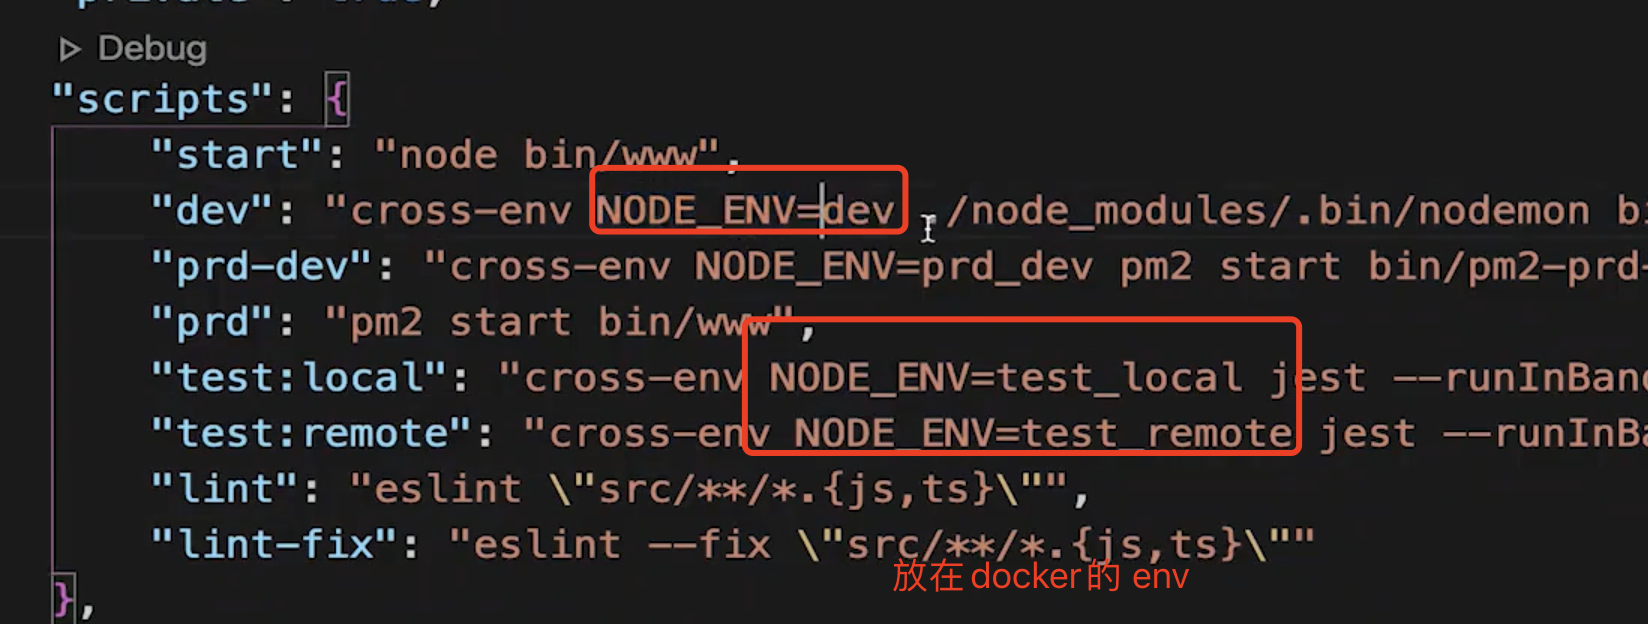 Debug
"scripts": {
"start": "node bin/www",
"dev": "cross-env NODE_ENV=dev ./node_modules/.bin/nodemon
"prd-dev": "cross-env NODE_ENV=prd_dev pm2 start bin/pm2-prd-
"prd": "pm2 start bin/www",
"test:local": "cross-env NODE_ENV=test_local jest --runInBand
"test:remote": "cross-env NODE_ENV=test_remote jest --runInBa
"lint": "eslint \"src/**/*.{js,ts}\"",
"lint-fix": "eslint --fix \"src/**/*.{js,ts}\""
放在docker的 env
},